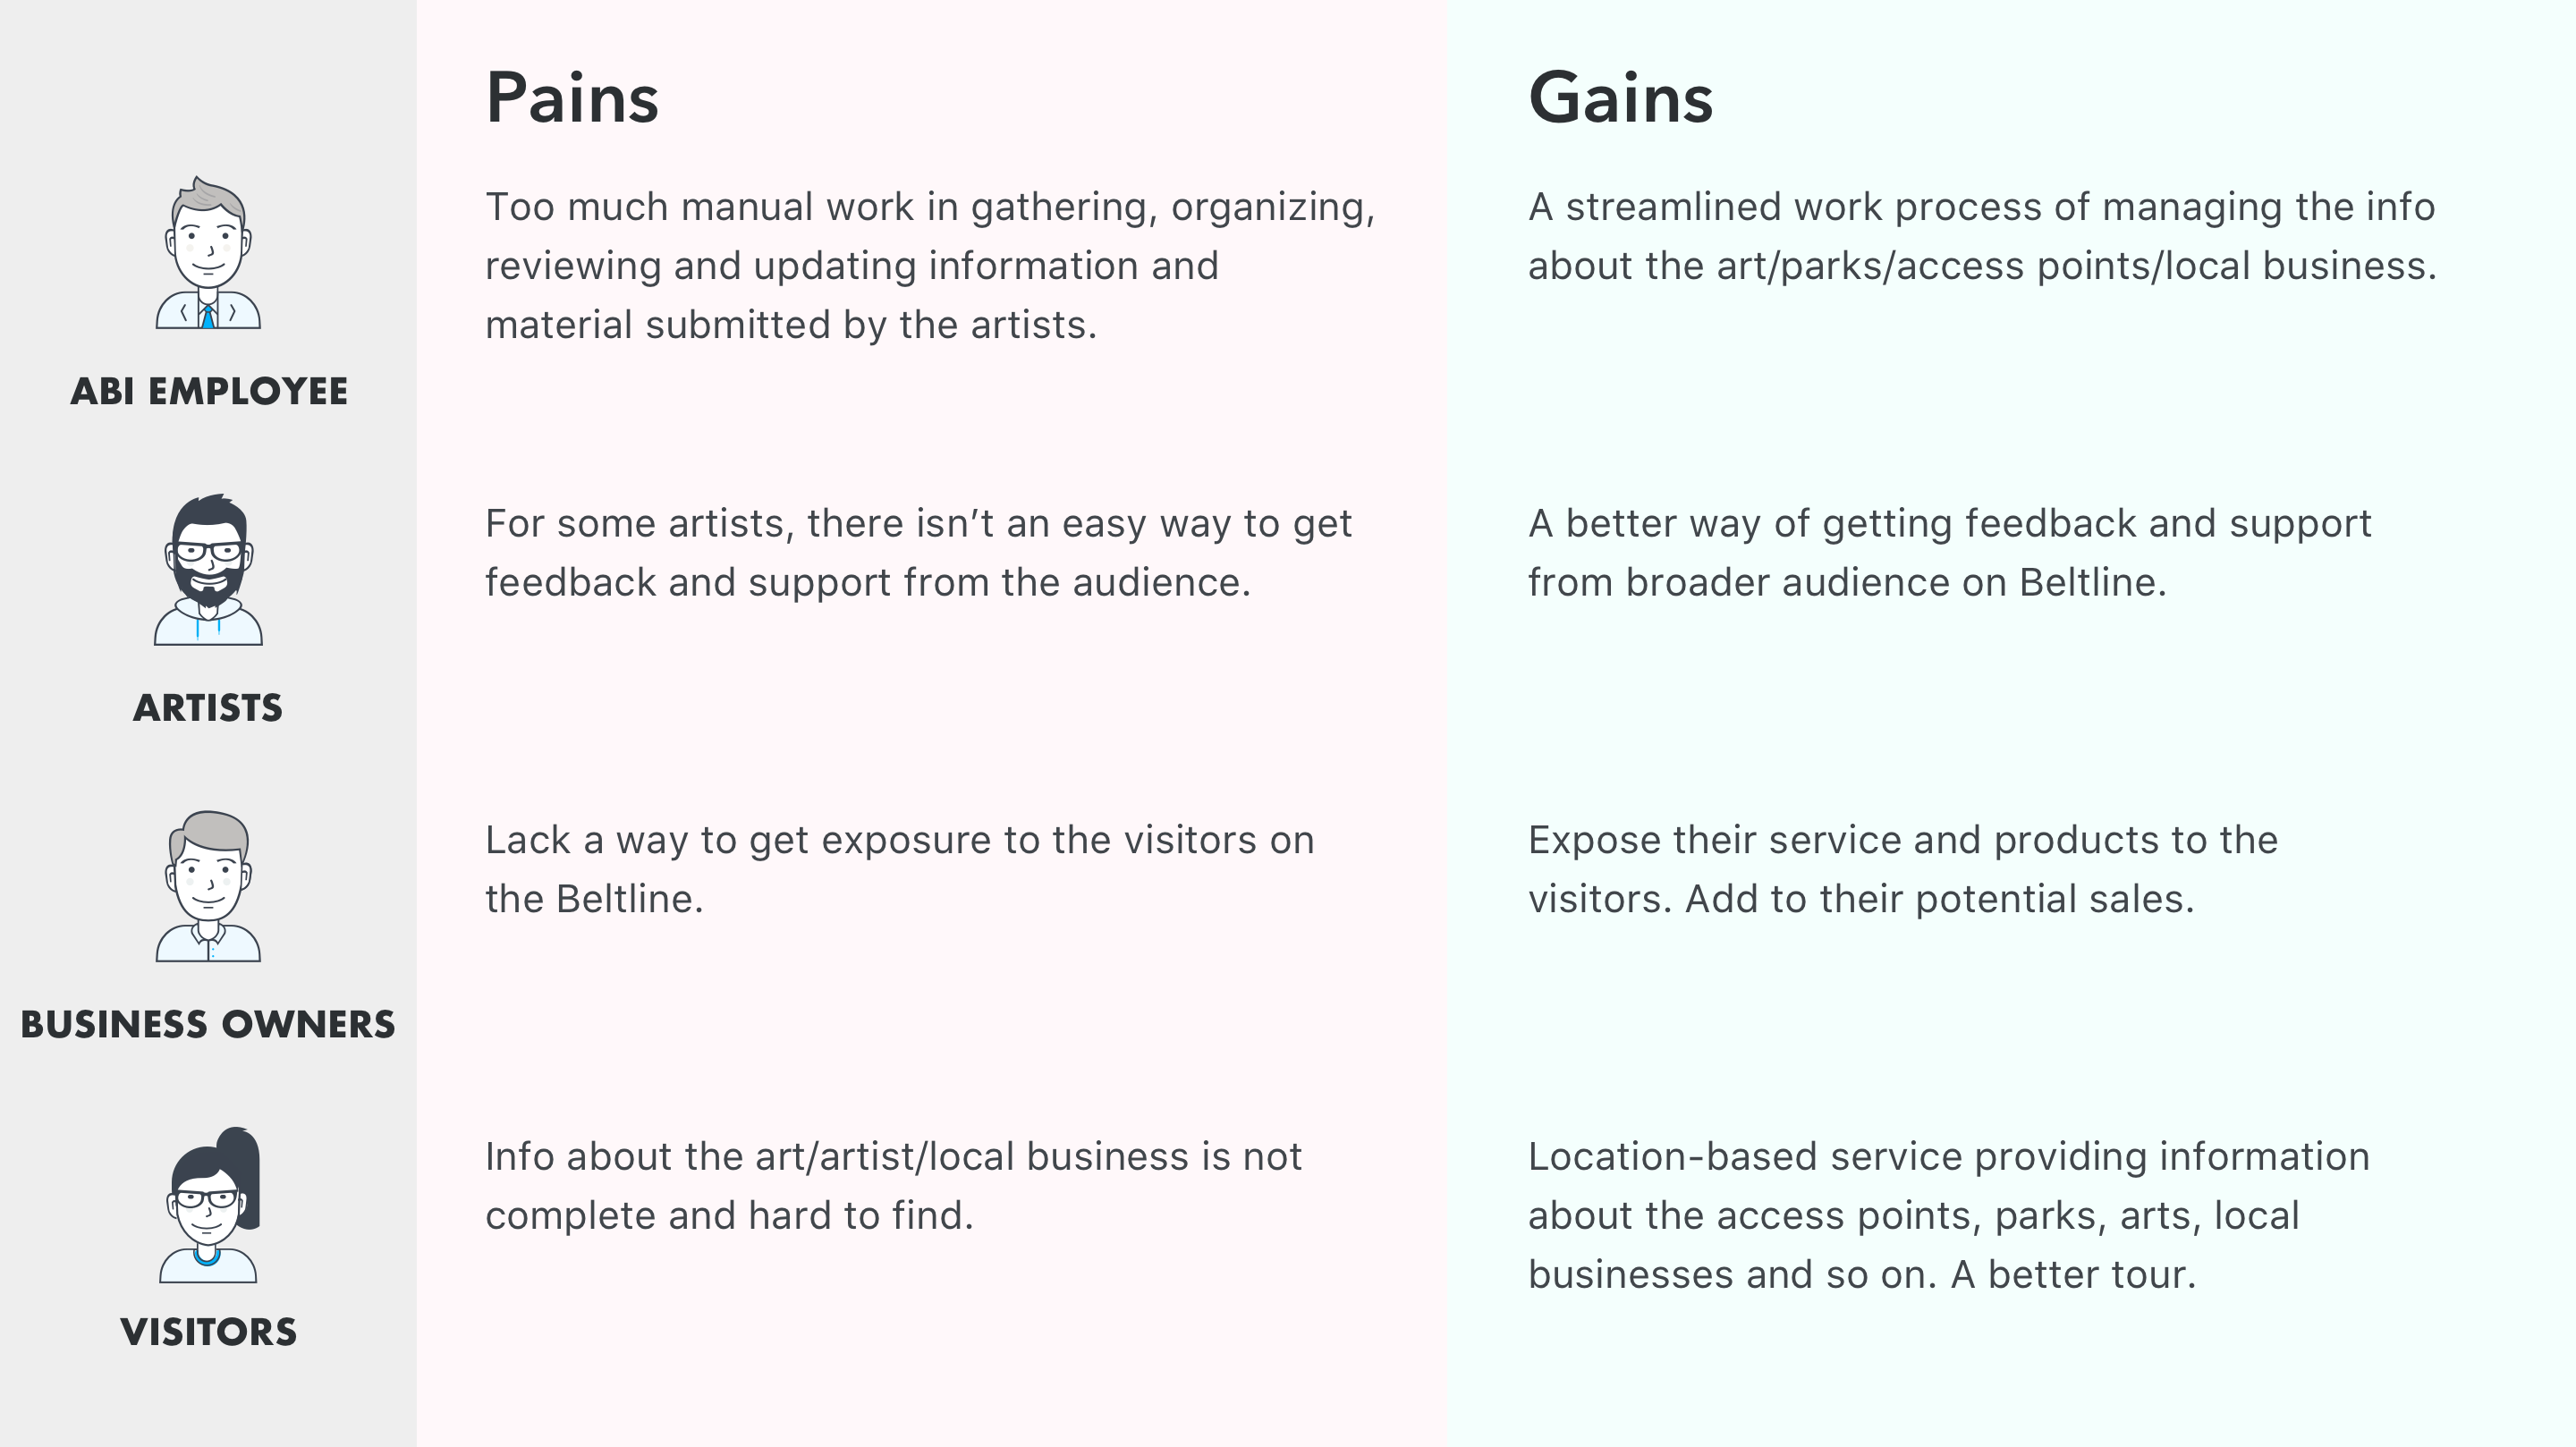 Pains
Gains
ABI EMPLOYEE
Too much manual work in gathering, organizing,
reviewing and updating information and
material submitted by the artists.
A streamlined work process of managing the info
about the art/parks/access points/local business.
ARTISTS
For some artists, there isn’t an easy way to get
feedback and support from the audience.
A better way of getting feedback and support
from broader audience on Beltline.
BUSINESS OWNERS
Lack a way to get exposure to the visitors on
the Beltline.
Expose their service and products to the
visitors. Add to their potential sales.
VISITORS
Info about the art/artist/local business is not
complete and hard to find.
Location-based service providing information
about the access points, parks, arts, local
businesses and so on. A better tour.